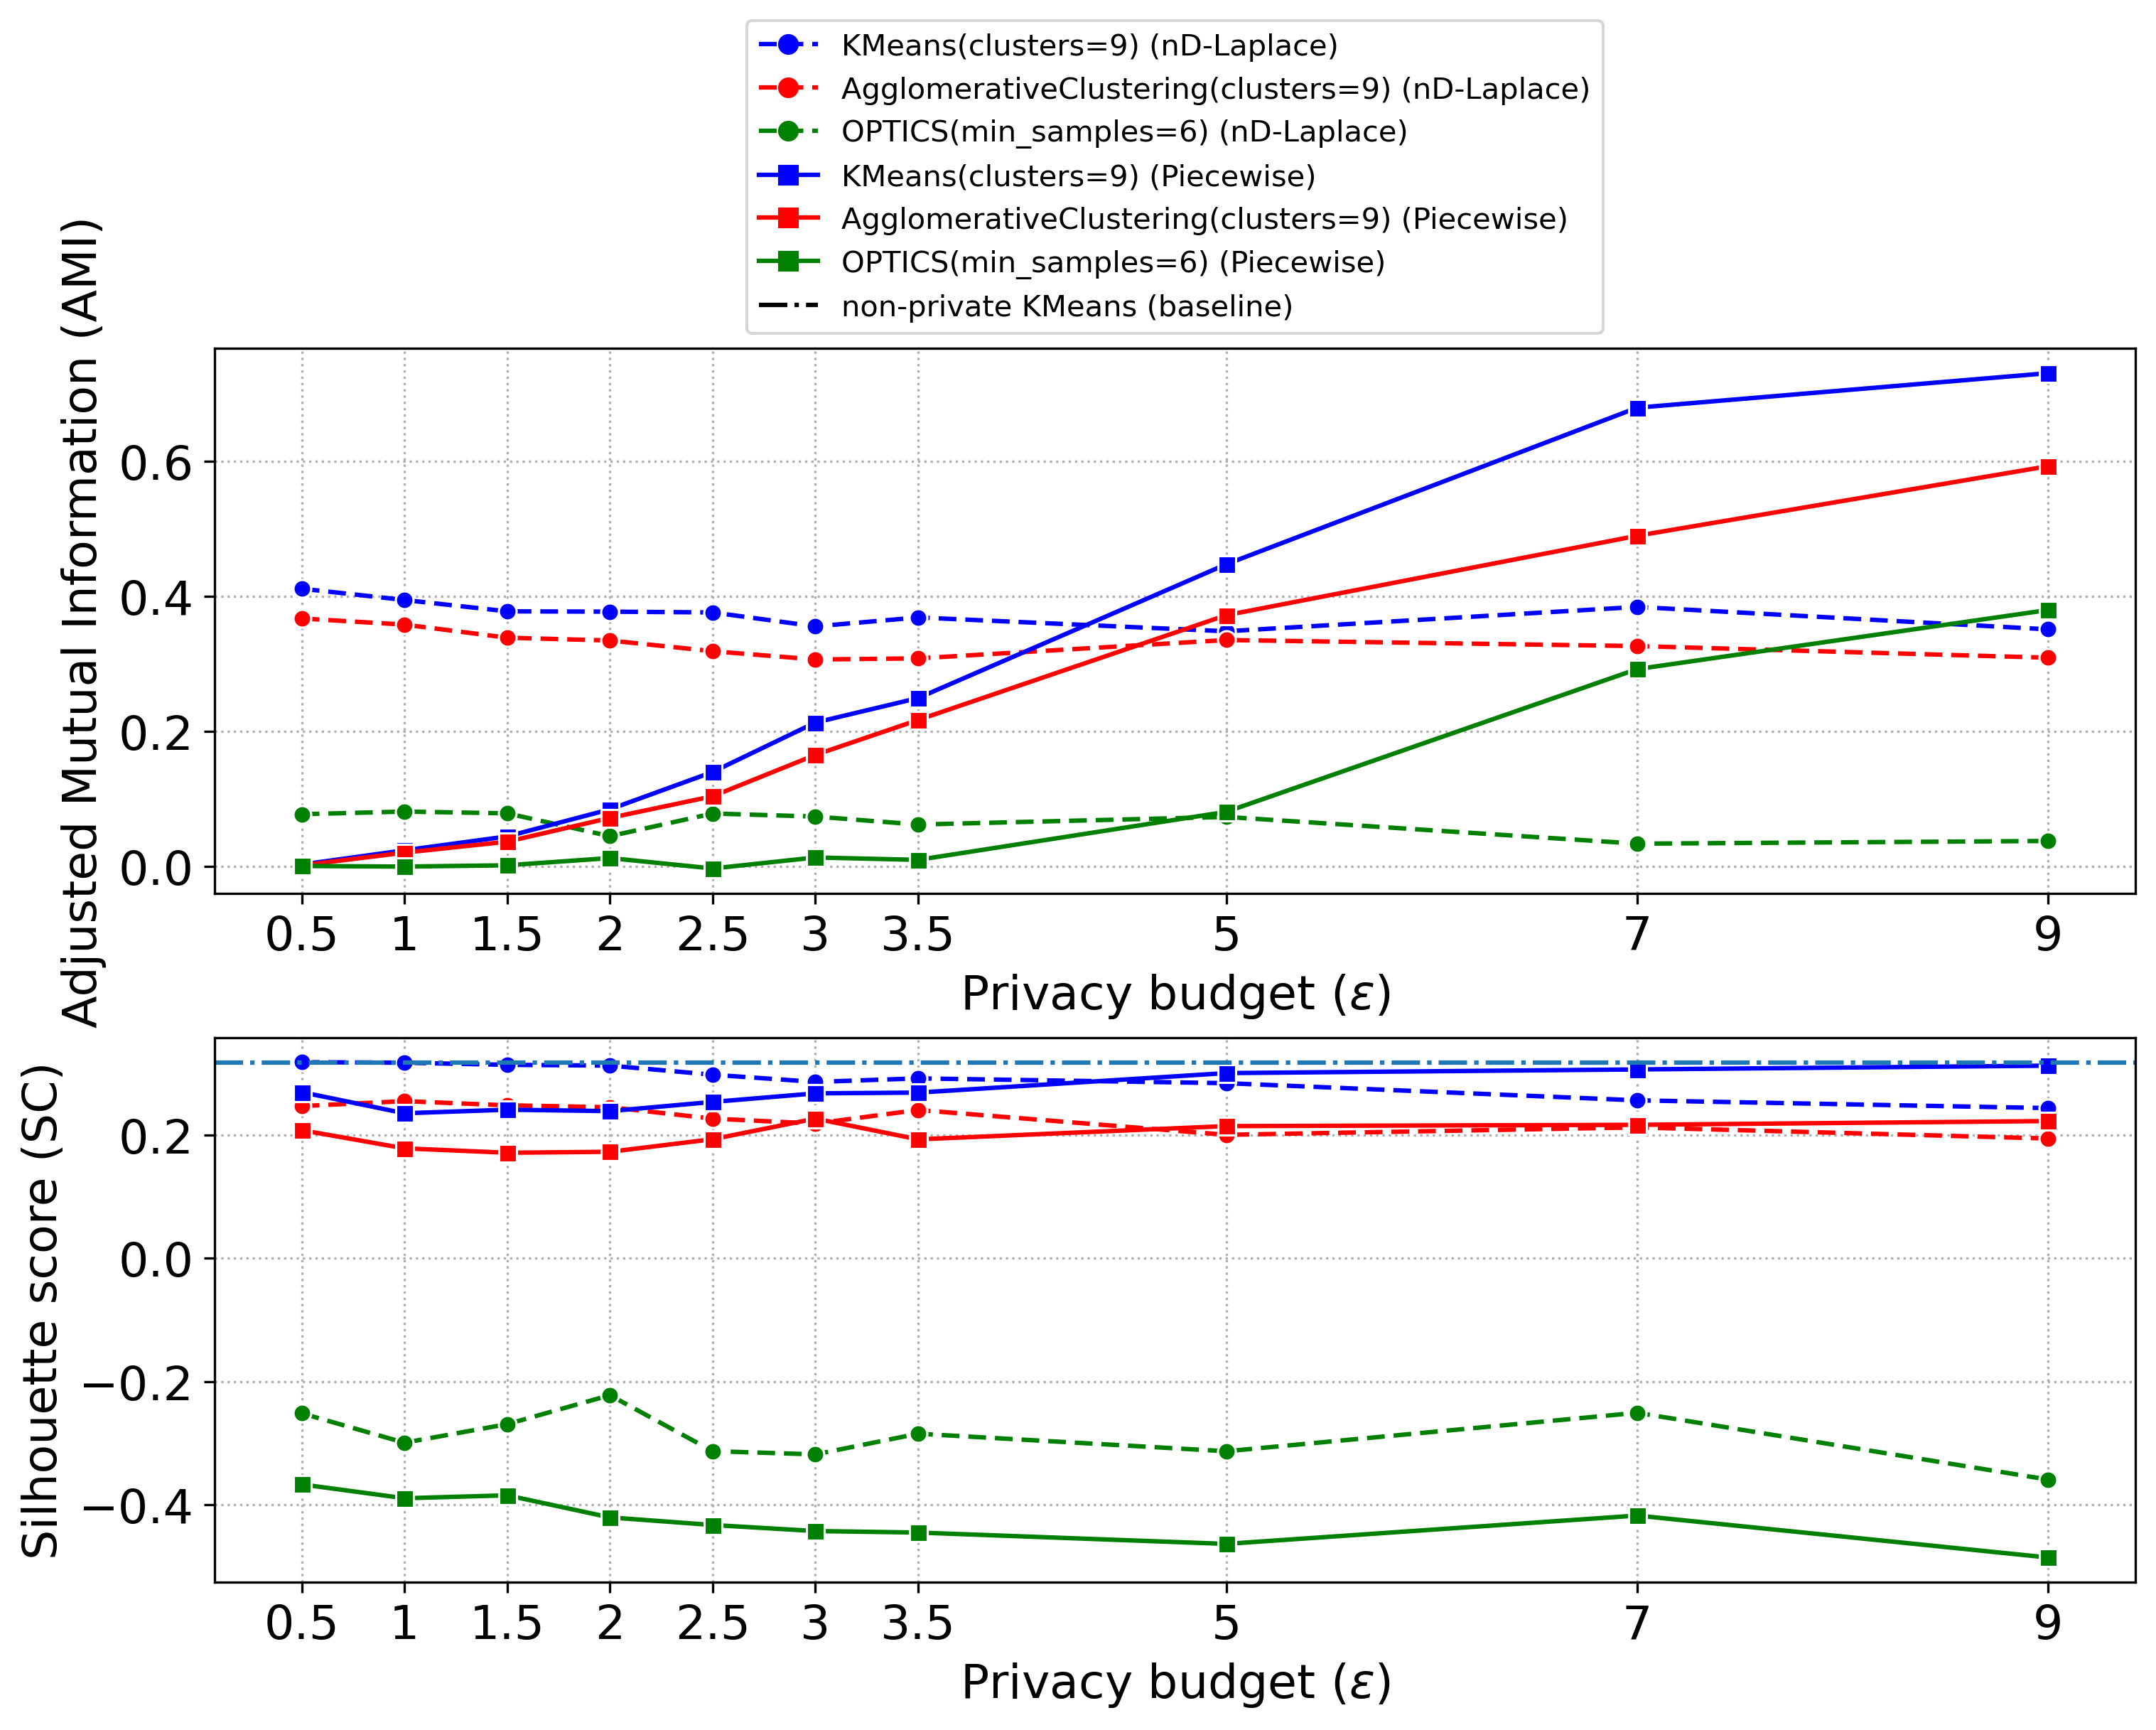 KMeans(clusters=9) (nD-Laplace)
AgglomerativeClustering(clusters=9) (nD-Laplace)
OPTICS(min_samples=6) (nD-Laplace)
KMeans(clusters=9) (Piecewise)
AgglomerativeClustering(clusters=9) (Piecewise)
OPTICS(min_samples=6) (Piecewise)
non-private KMeans (baseline)
Adjusted Mutual Information (AMI)
0.6
0.4
0.2
0.0
0.5 1 1.5 2 2.5 3 3.5 5 7 9
Privacy budget (ε)
Silhouette score (SC)
0.2
0.0
−0.2
−0.4
0.5 1 1.5 2 2.5 3 3.5 5 7 9
Privacy budget (ε)